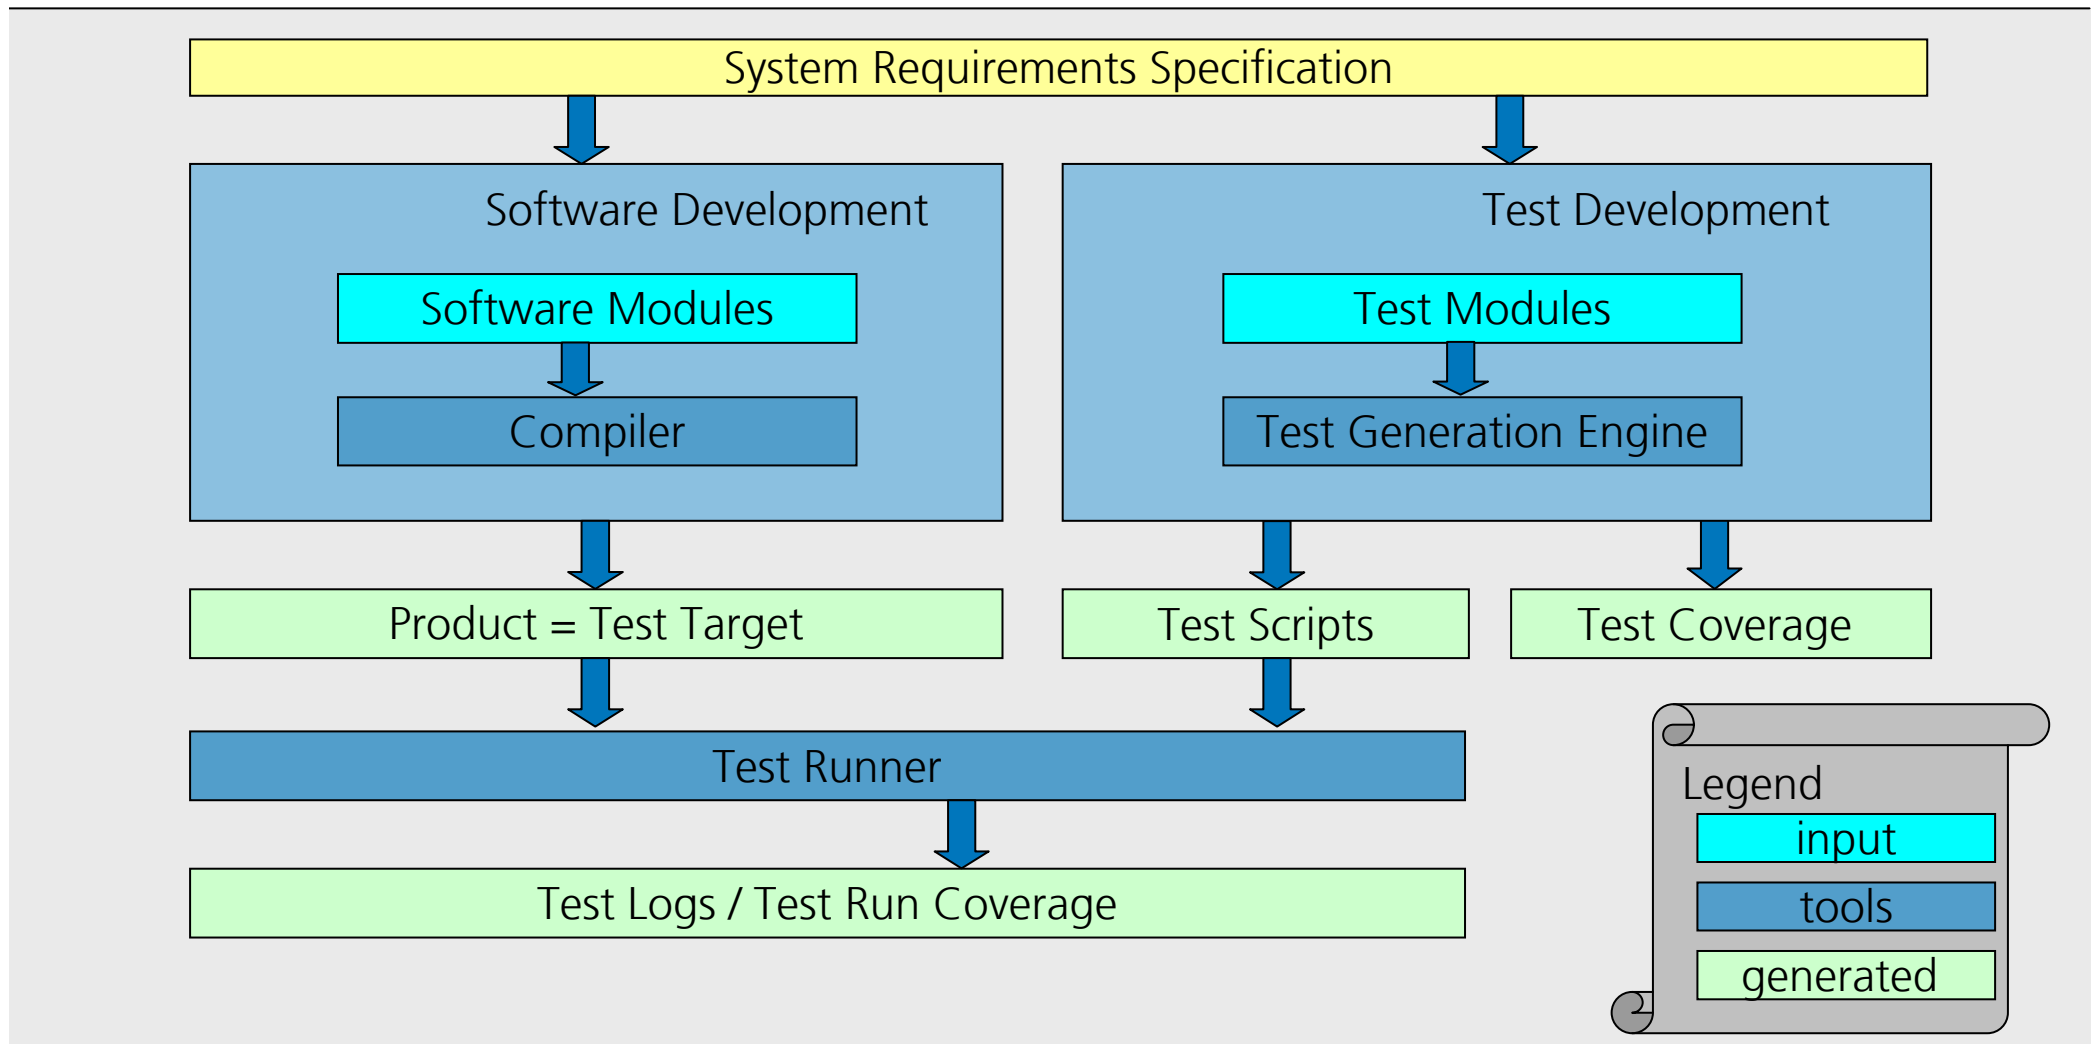 System Requirements Specification
Software Development
Test Development
Software Modules
Test Modules
Compiler
Test Generation Engine
Product = Test Target
Test Scripts
Test Coverage
Test Runner
Test Logs / Test Run Coverage
Legend
input
tools
generated